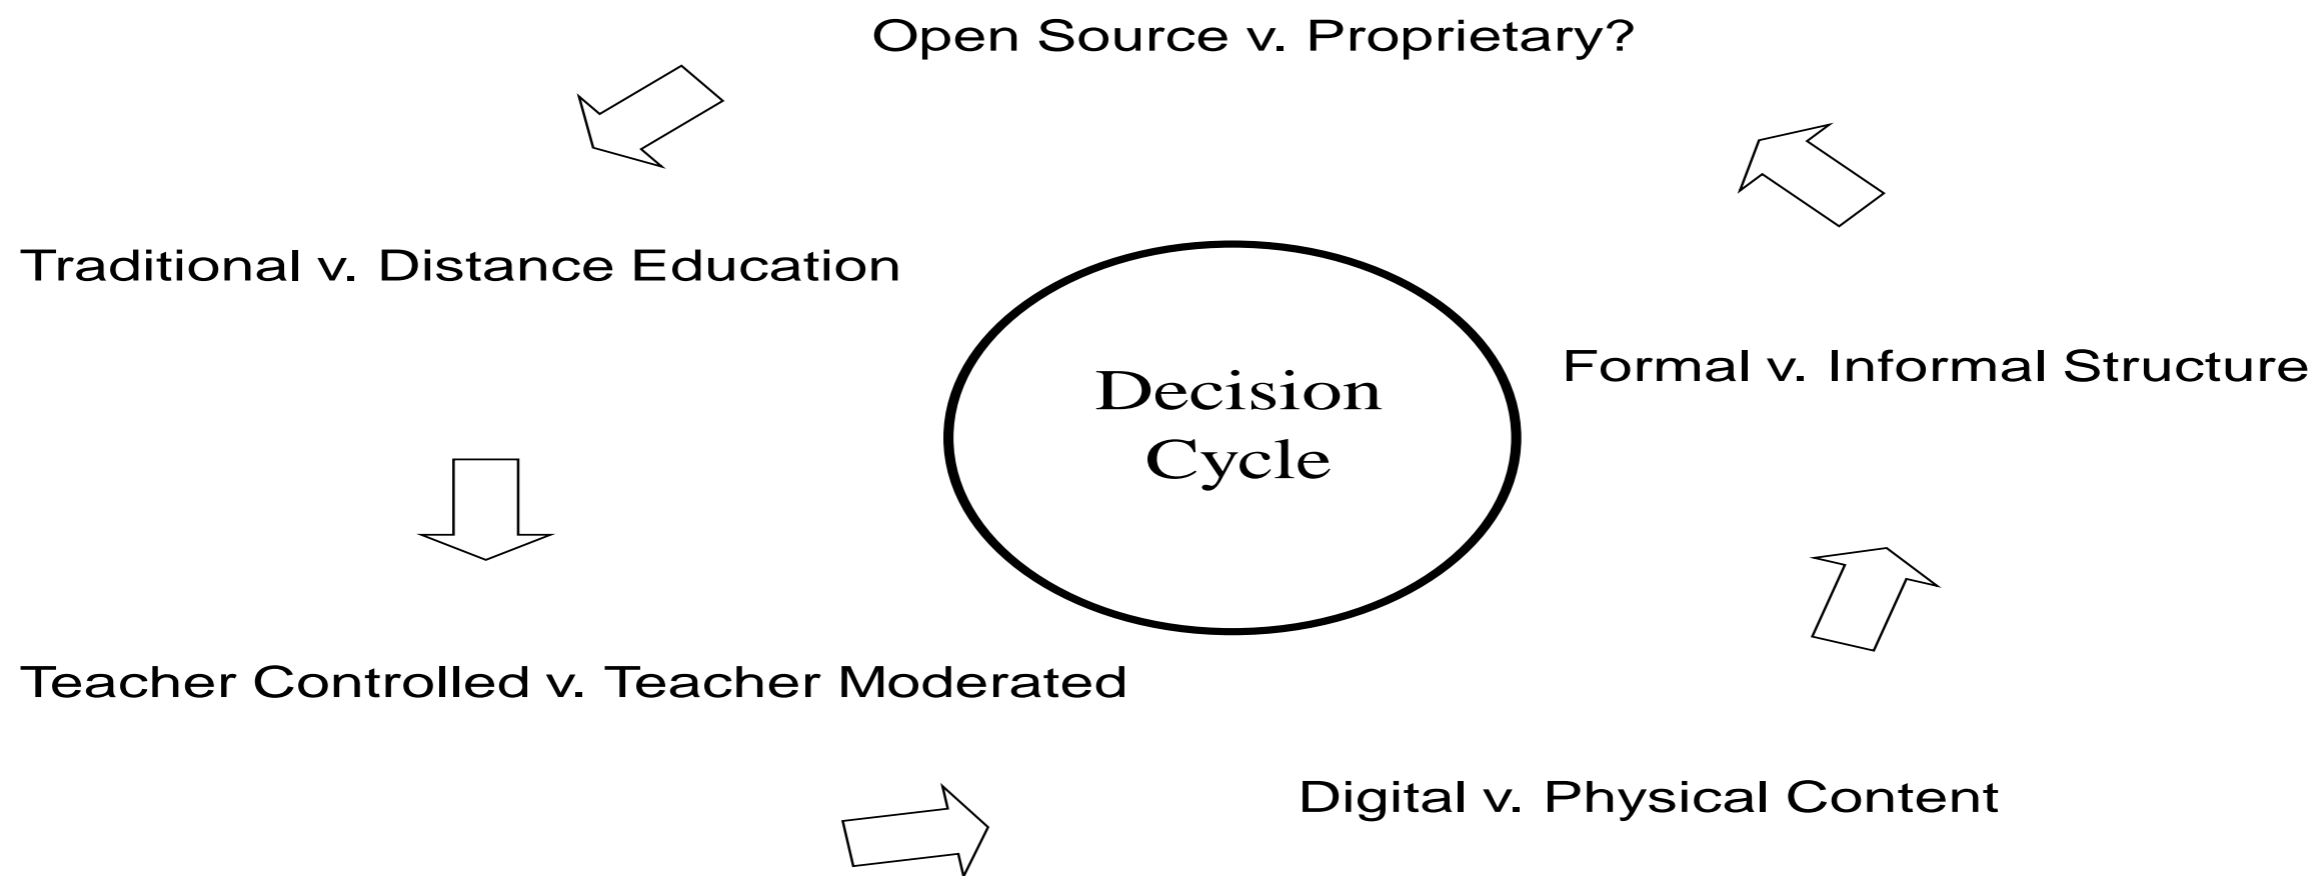 Open Source v. Proprietary?
Traditional v. Distance Education
Formal v. Informal Structure
Decision
Cycle
Teacher Controlled v. Teacher Moderated
Digital v. Physical Content